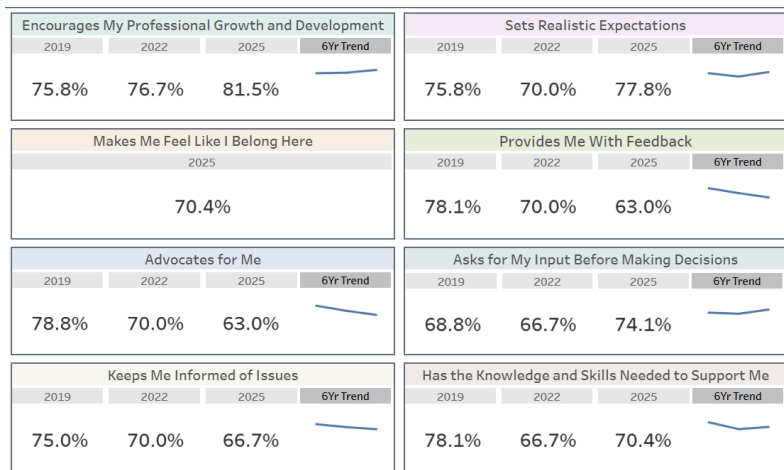 Encourages My Professional Growth and Development
2019 2022 2025 6Yr Trend
75.8% 76.7% 81.5%
Sets Realistic Expectations
2019 2022 2025 6Yr Trend
75.8% 70.0% 77.8%
Makes Me Feel Like I Belong Here
2025
70.4%
Provides Me With Feedback
2019 2022 2025 6Yr Trend
78.1% 70.0% 63.0%
Advocates for Me
2019 2022 2025 6Yr Trend
78.8% 70.0% 63.0%
Asks for My Input Before Making Decisions
2019 2022 2025 6Yr Trend
68.8% 66.7% 74.1%
Keeps Me Informed of Issues
2019 2022 2025 6Yr Trend
75.0% 70.0% 66.7%
Has the Knowledge and Skills Needed to Support Me
2019 2022 2025 6Yr Trend
78.1% 66.7% 70.4%